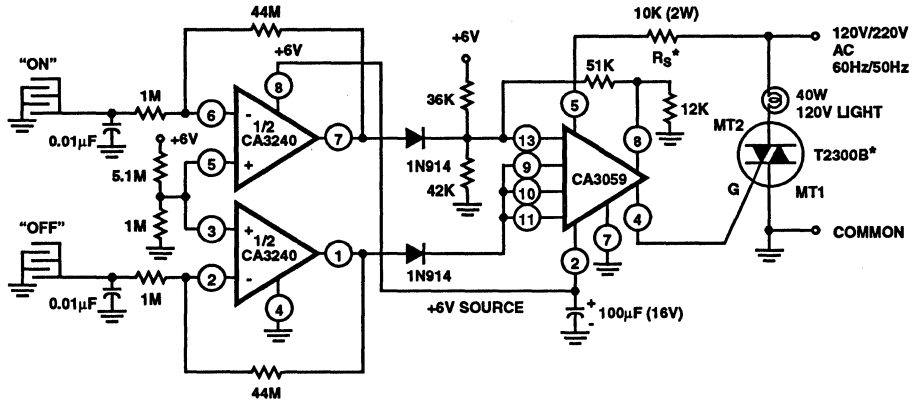 44M
10K (2W)
+6V
+6V
120V/220V
AC
60Hz/50Hz
RS*
"ON"
1M
8
36K
51K
5
12K
40W
120V LIGHT
6
-
1/2
CA3240
7
0.01µF
+6V
5
+
1N914
13
8
MT2
T2300B*
5.1M
42K
9
CA3059
10
G
MT1
1M
11
4
"OFF"
3
+
1/2
CA3240
1
7
COMMON
2
-
1N914
2
0.01µF
1M
4
+6V SOURCE
+
-
100µF (16V)
44M